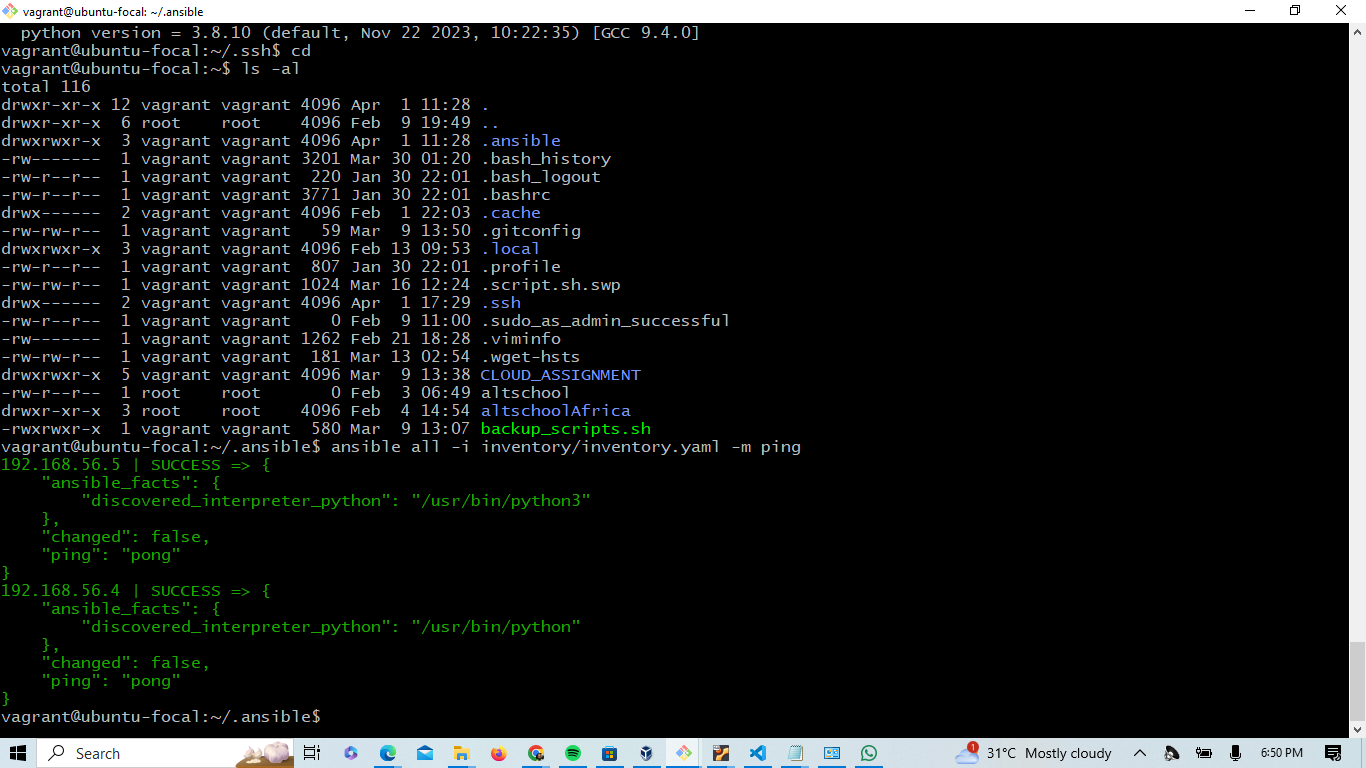 vagrant@ubuntu-focal: ~/.ansible
  python version = 3.8.10 (default, Nov 22 2023, 10:22:35) [GCC 9.4.0]
vagrant@ubuntu-focal:~/.ssh$ cd
vagrant@ubuntu-focal:~$ ls -al
total 116
drwxr-xr-x 12 vagrant vagrant 4096 Apr  1 11:28 .
drwxr-xr-x  6 root    root    4096 Feb  9 19:49 ..
drwxrwxr-x  3 vagrant vagrant 4096 Apr  1 11:28 .ansible
-rw-------  1 vagrant vagrant 3201 Mar 30 01:20 .bash_history
-rw-r--r--  1 vagrant vagrant  220 Jan 30 22:01 .bash_logout
-rw-r--r--  1 vagrant vagrant 3771 Jan 30 22:01 .bashrc
drwx------  2 vagrant vagrant 4096 Feb  1 22:03 .cache
-rw-rw-r--  1 vagrant vagrant   59 Mar  9 13:50 .gitconfig
drwxrwxr-x  3 vagrant vagrant 4096 Feb 13 09:53 .local
-rw-r--r--  1 vagrant vagrant  807 Jan 30 22:01 .profile
-rw-r--r--  1 vagrant vagrant 1024 Mar 16 12:24 .script.sh.swp
drwx------  2 vagrant vagrant 4096 Apr  1 17:29 .ssh
-rw-r--r--  1 vagrant vagrant    0 Feb  9 11:00 .sudo_as_admin_successful
-rw-------  1 vagrant vagrant 1262 Feb 21 18:28 .viminfo
-rw-rw-r--  1 vagrant vagrant  181 Mar 13 02:54 .wget-hsts
drwxrwxr-x  5 vagrant vagrant 4096 Mar  9 13:38 CLOUD_ASSIGNMENT
-rw-r--r--  1 root    root       0 Feb  3 06:49 altschool
drwxr-xr-x  3 root    root    4096 Feb  4 14:54 altschoolAfrica
-rwxrwxr-x  1 vagrant vagrant  580 Mar  9 13:07 backup_scripts.sh
vagrant@ubuntu-focal:~/.ansible$ ansible all -i inventory/inventory.yaml -m ping
192.168.56.5 | SUCCESS => {
    "ansible_facts": {
        "discovered_interpreter_python": "/usr/bin/python3"
    },
    "changed": false,
    "ping": "pong"
}
192.168.56.4 | SUCCESS => {
    "ansible_facts": {
        "discovered_interpreter_python": "/usr/bin/python"
    },
    "changed": false,
    "ping": "pong"
}
vagrant@ubuntu-focal:~/.ansible$
Search
1
31°C Mostly cloudy
6:50 PM